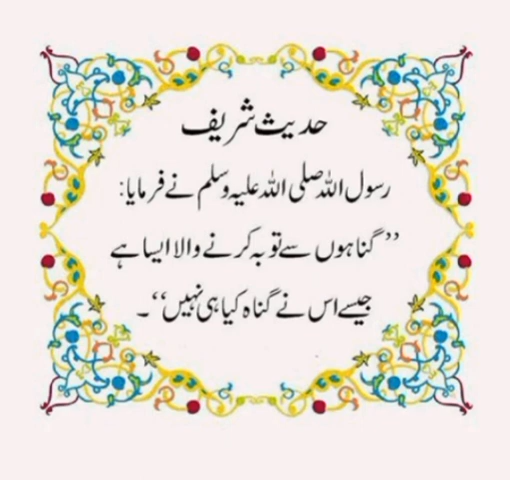 حدیث شریف
رسول اللہ صلی اللہ علیہ وسلم نے فرمایا:
”گناہوں سے توبہ کرنے والا ایسا ہے
جیسے اس نے گناہ کیا ہی نہیں“۔